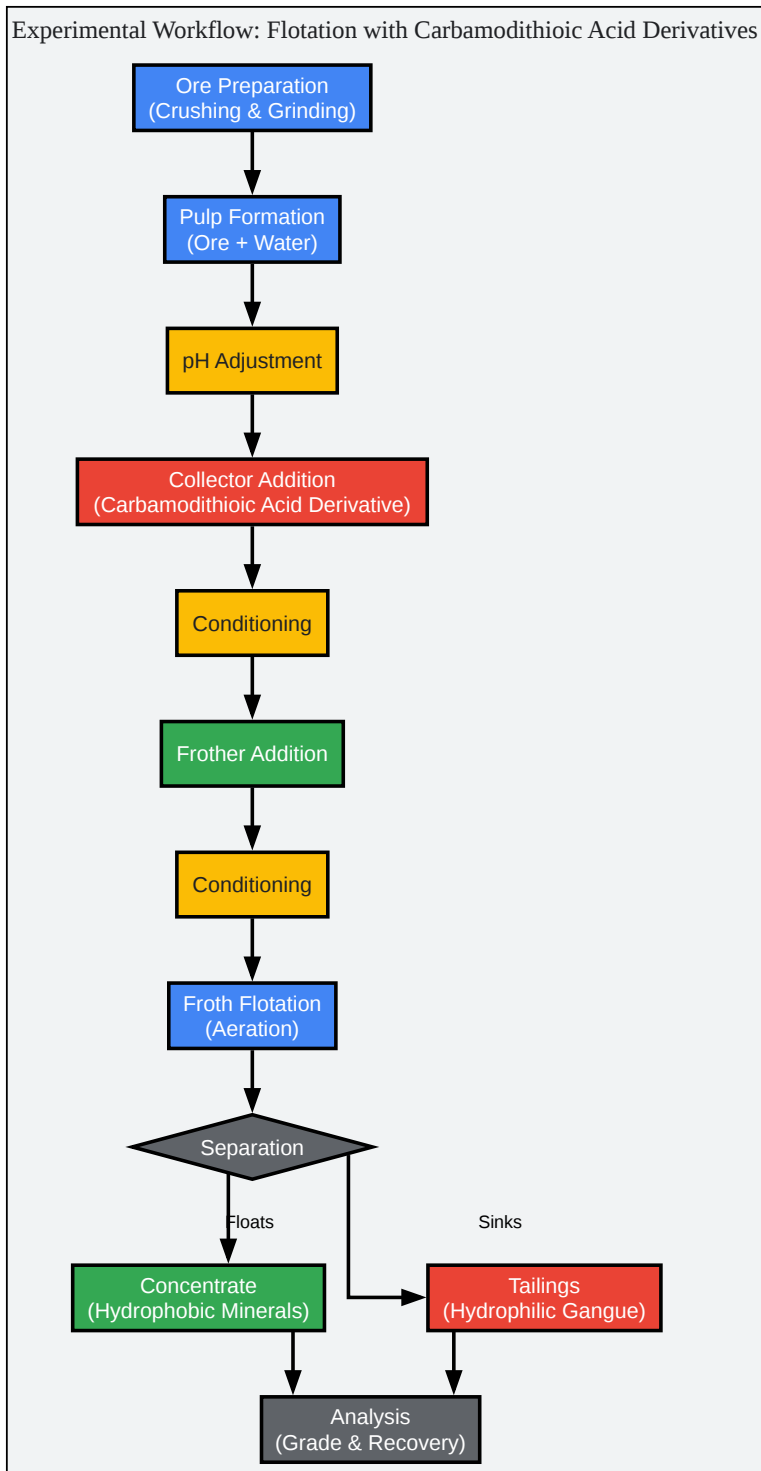 Experimental Workflow: Flotation with Carbamodithioic Acid Derivatives
Ore Preparation
(Crushing & Grinding)
Pulp Formation
(Ore + Water)
pH Adjustment
Collector Addition
(Carbamodithioic Acid Derivative)
Conditioning
Frother Addition
Conditioning
Froth Flotation
(Aeration)
Separation
Floats
Sinks
Concentrate
(Hydrophobic Minerals)
Tailings
(Hydrophilic Gangue)
Analysis
(Grade & Recovery)